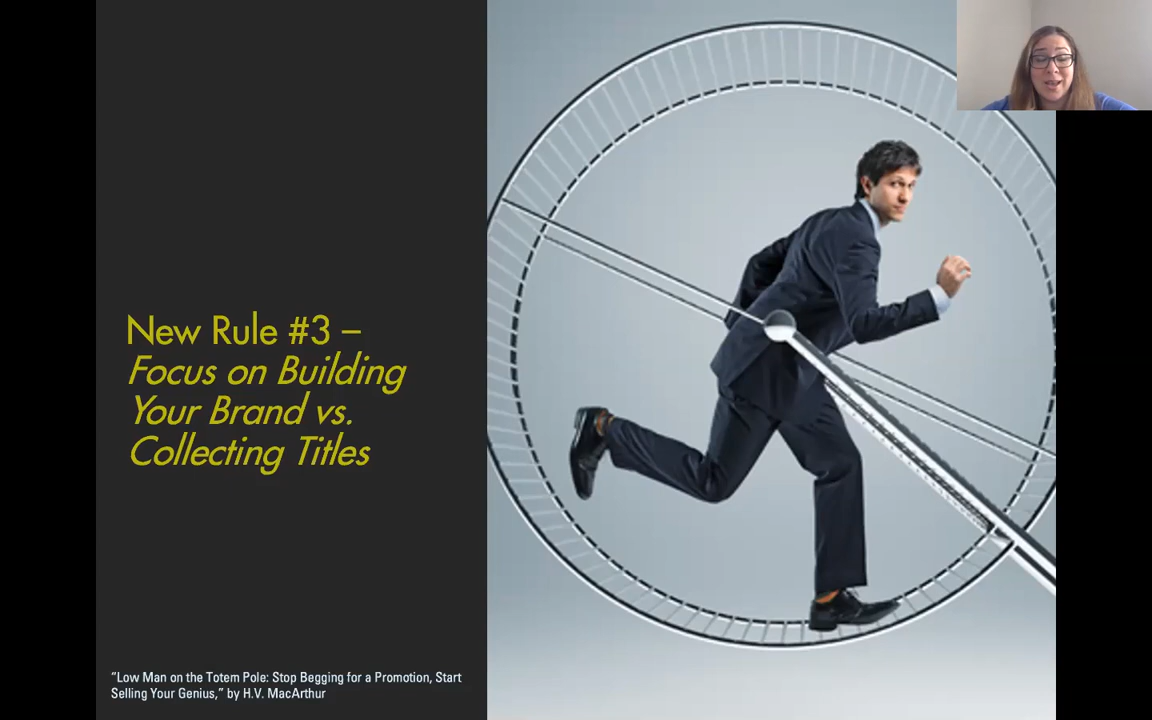 New Rule #3 –
Focus on Building
Your Brand vs.
Collecting Titles
"Low Man on the Totem Pole: Stop Begging for a Promotion, Start
Selling Your Genius," by H.V. MacArthur